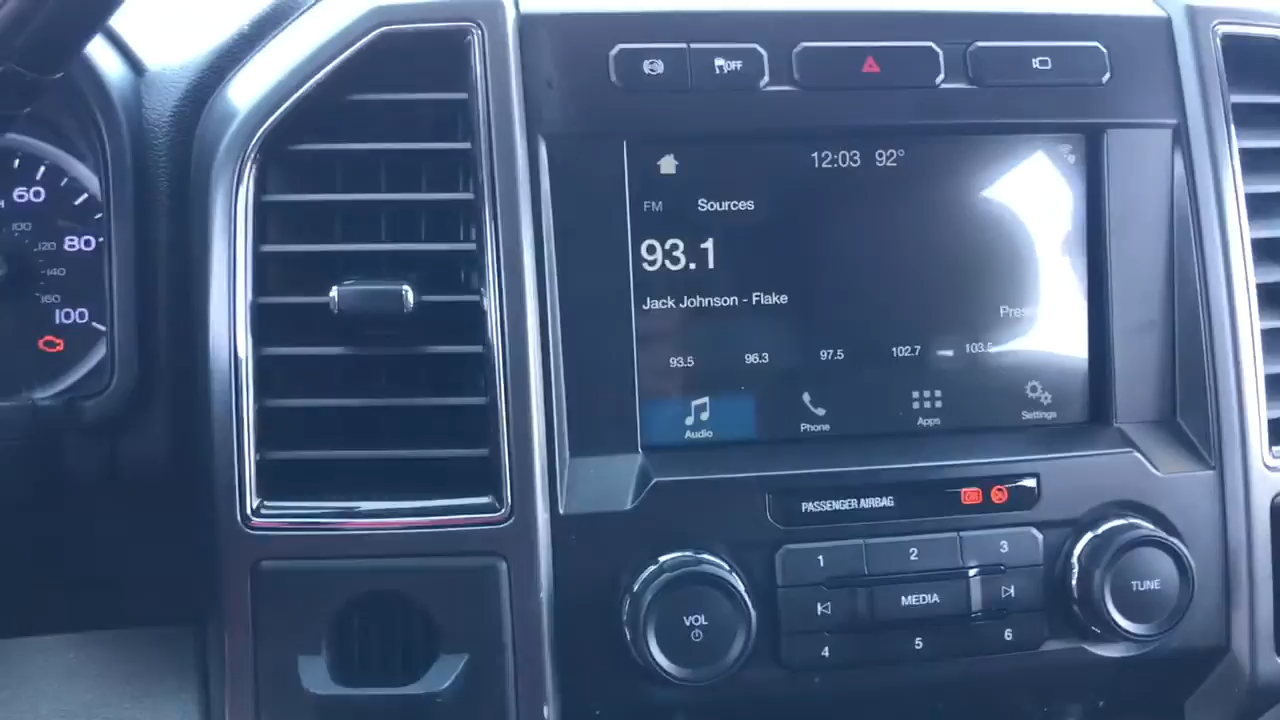 60
100
80
120
140
160
100
OFF
12:03 92°
FM Sources
93.1
Jack Johnson - Flake
93.5 96.3 97.5 102.7 103.5
Audio Phone Apps Settings
PASSENGER AIRBAG
1 2 3
VOL MEDIA TUNE
4 5 6